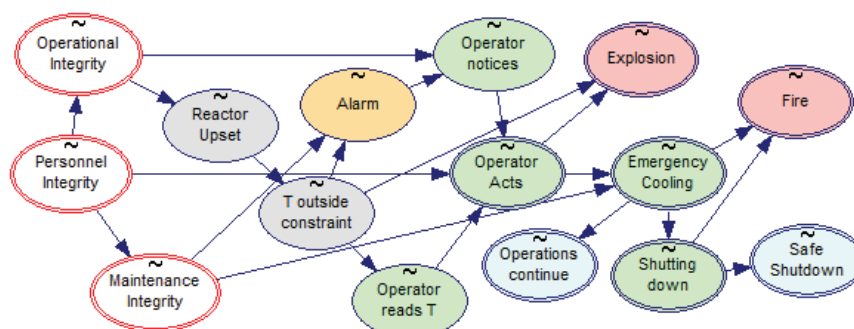 ~
Operational
Integrity
~
Operator
notices
~
Explosion
~
Fire
~
Reactor
Upset
~
Alarm
~
Personnel
Integrity
~
Operator
Acts
~
Emergency
Cooling
~
T outside
constraint
~
Maintenance
Integrity
~
Operator
reads T
~
Operations
continue
~
Shutting
down
~
Safe
Shutdown